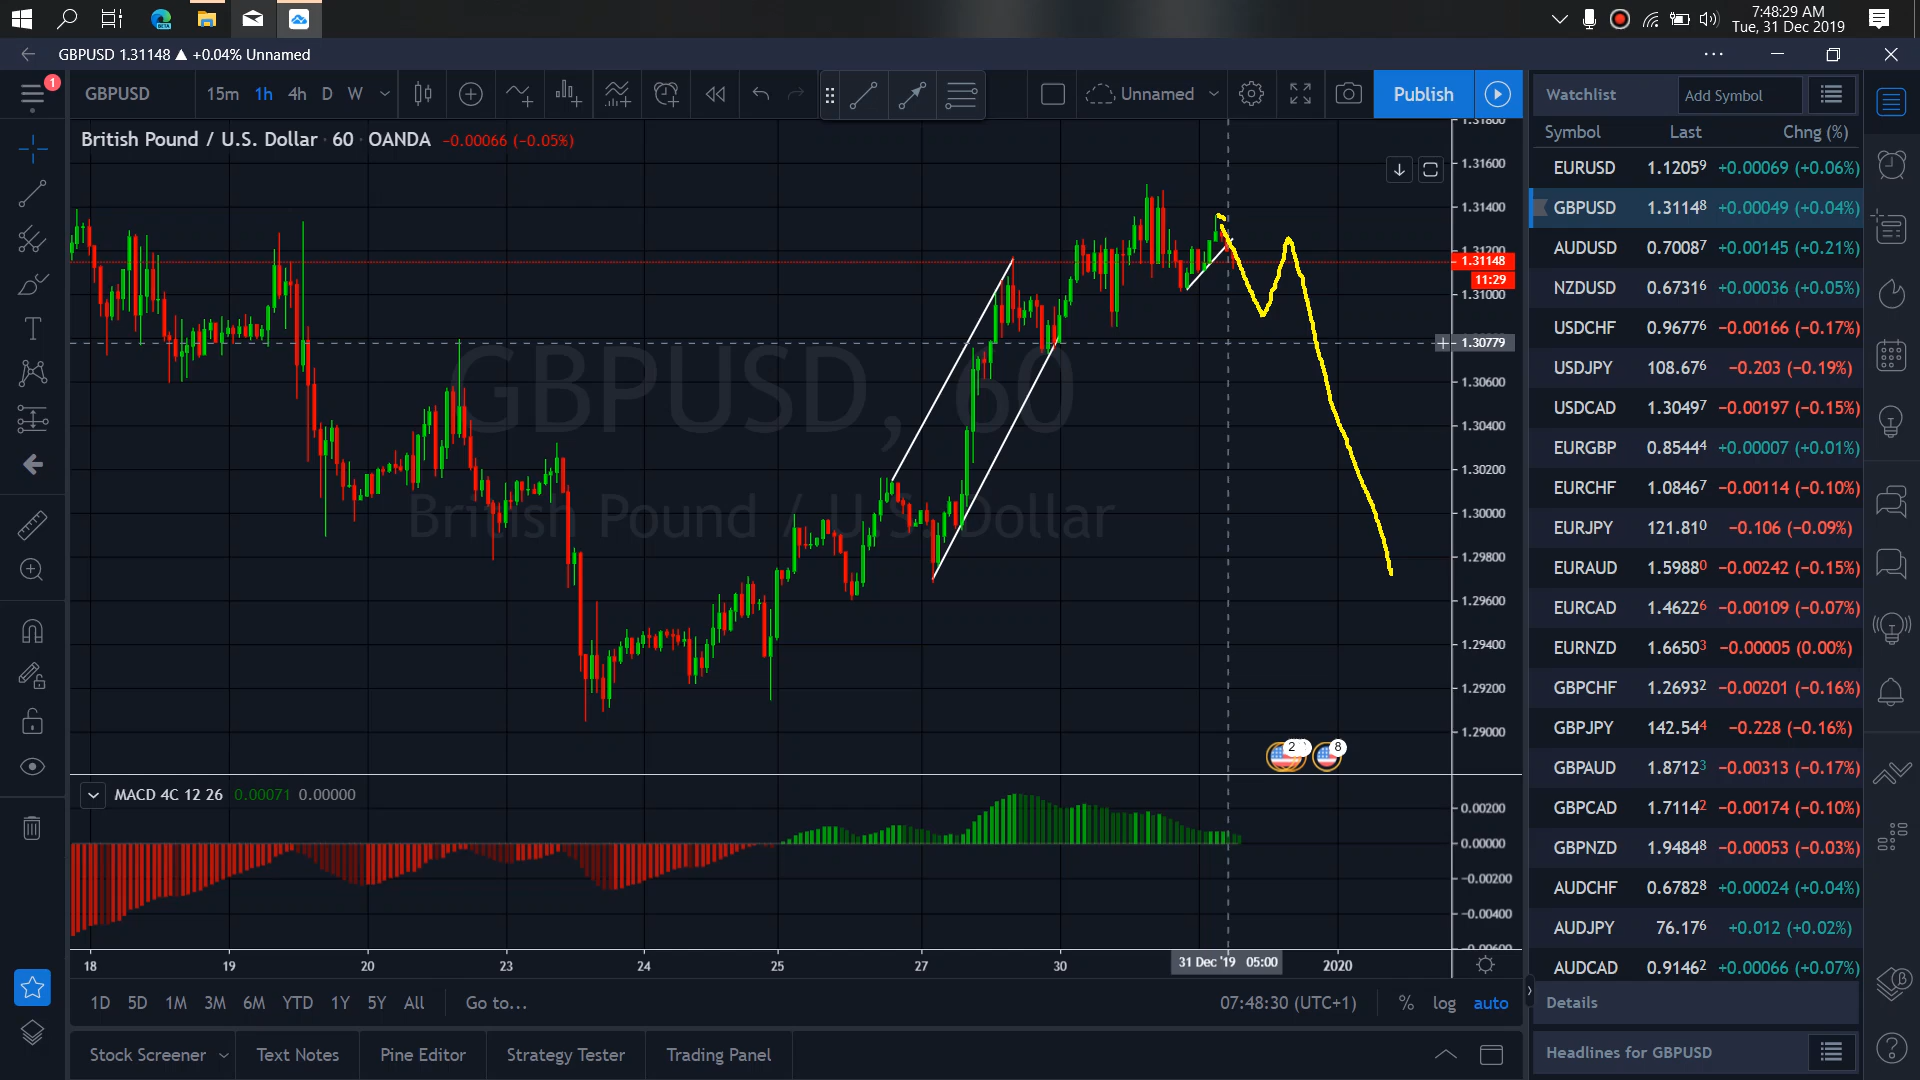 7:48:29 AM
Tue, 31 Dec 2019
GBPUSD 1.31148 ▲ +0.04% Unnamed
1
GBPUSD 15m 1h 4h D W Unnamed Publish
British Pound / U.S. Dollar · 60 · OANDA −0.00066 (−0.05%)
GBPUSD, 60
British Pound / U.S. Dollar
1.31800
1.31600
1.31400
1.31200
1.31148
11:29
1.31000
1.30779
1.30600
1.30400
1.30200
1.30000
1.29800
1.29600
1.29400
1.29200
1.29000
2 8
MACD 4C 12 26 0.00071 0.00000
0.00200
0.00000
−0.00200
−0.00400
−0.00600
18 19 20 23 24 25 27 30 31 Dec '19 05:00 2020
1D 5D 1M 3M 6M YTD 1Y 5Y All Go to... 07:48:30 (UTC+1) % log auto
Stock Screener Text Notes Pine Editor Strategy Tester Trading Panel
Watchlist Add Symbol
Symbol Last Chng (%)
EURUSD 1.12059 +0.00069 (+0.06%)
GBPUSD 1.31148 +0.00049 (+0.04%)
AUDUSD 0.70087 +0.00145 (+0.21%)
NZDUSD 0.67316 +0.00036 (+0.05%)
USDCHF 0.96776 −0.00166 (−0.17%)
USDJPY 108.676 −0.203 (−0.19%)
USDCAD 1.30497 −0.00197 (−0.15%)
EURGBP 0.85444 +0.00007 (+0.01%)
EURCHF 1.08467 −0.00114 (−0.10%)
EURJPY 121.810 −0.106 (−0.09%)
EURAUD 1.59880 −0.00242 (−0.15%)
EURCAD 1.46226 −0.00109 (−0.07%)
EURNZD 1.66503 −0.00005 (0.00%)
GBPCHF 1.26932 −0.00201 (−0.16%)
GBPJPY 142.544 −0.228 (−0.16%)
GBPAUD 1.87123 −0.00313 (−0.17%)
GBPCAD 1.71142 −0.00174 (−0.10%)
GBPNZD 1.94848 −0.00053 (−0.03%)
AUDCHF 0.67828 +0.00024 (+0.04%)
AUDJPY 76.176 +0.012 (+0.02%)
AUDCAD 0.91462 +0.00066 (+0.07%)
Details
Headlines for GBPUSD